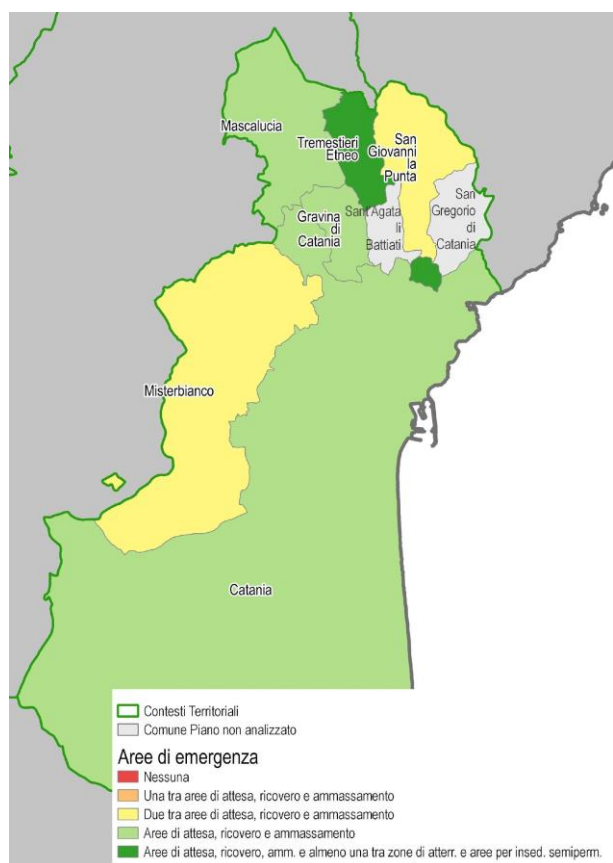 Mascalucia
Tremestieri
Etneo
San
Giovanni
la
Punta
San
Gregorio
di
Catania
Gravina
di
Catania
Sant'Agata
li
Battiati
Misterbianco
Catania
Contesti Territoriali
Comune Piano non analizzato
Aree di emergenza
Nessuna
Una tra aree di attesa, ricovero e ammassamento
Due tra aree di attesa, ricovero e ammassamento
Aree di attesa, ricovero e ammassamento
Aree di attesa, ricovero, amm. e almeno una tra zone di atterr. e aree per insed. semiperm.